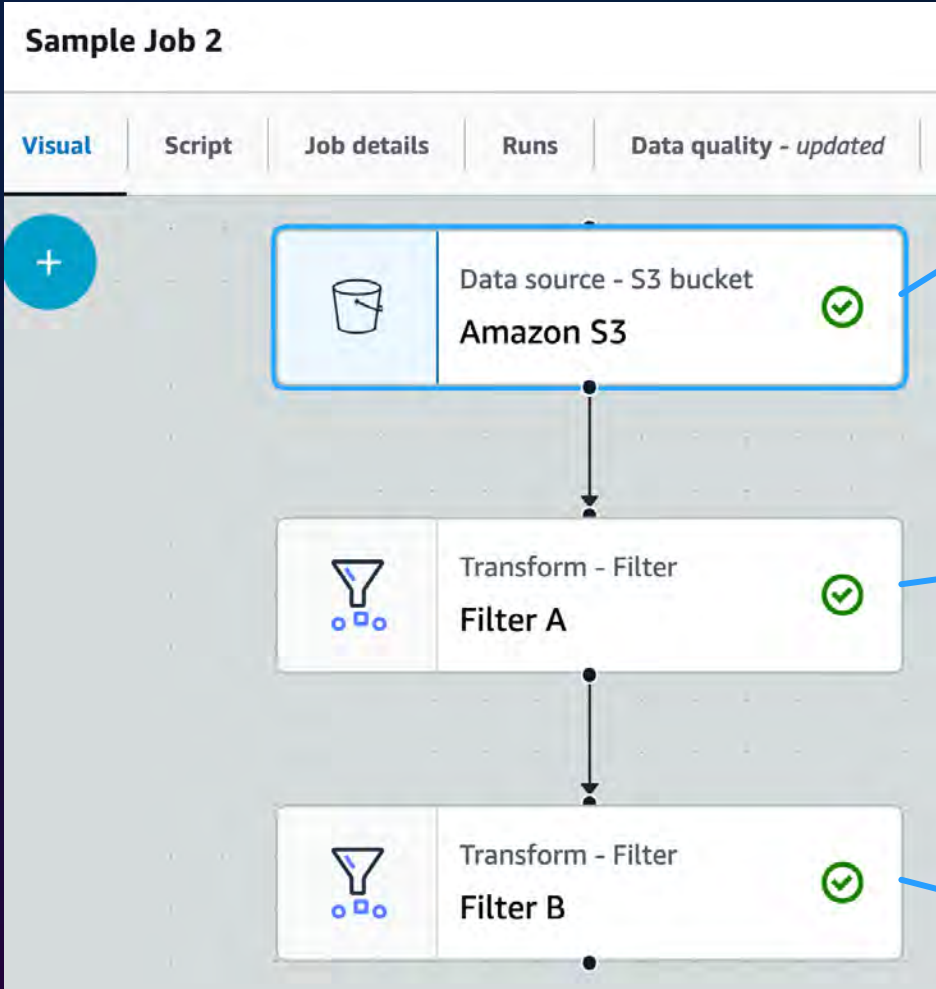 Sample Job 2
Visual Script Job details Runs Data quality - updated
+
Data source - S3 bucket
Amazon S3
Transform - Filter
Filter A
Transform - Filter
Filter B